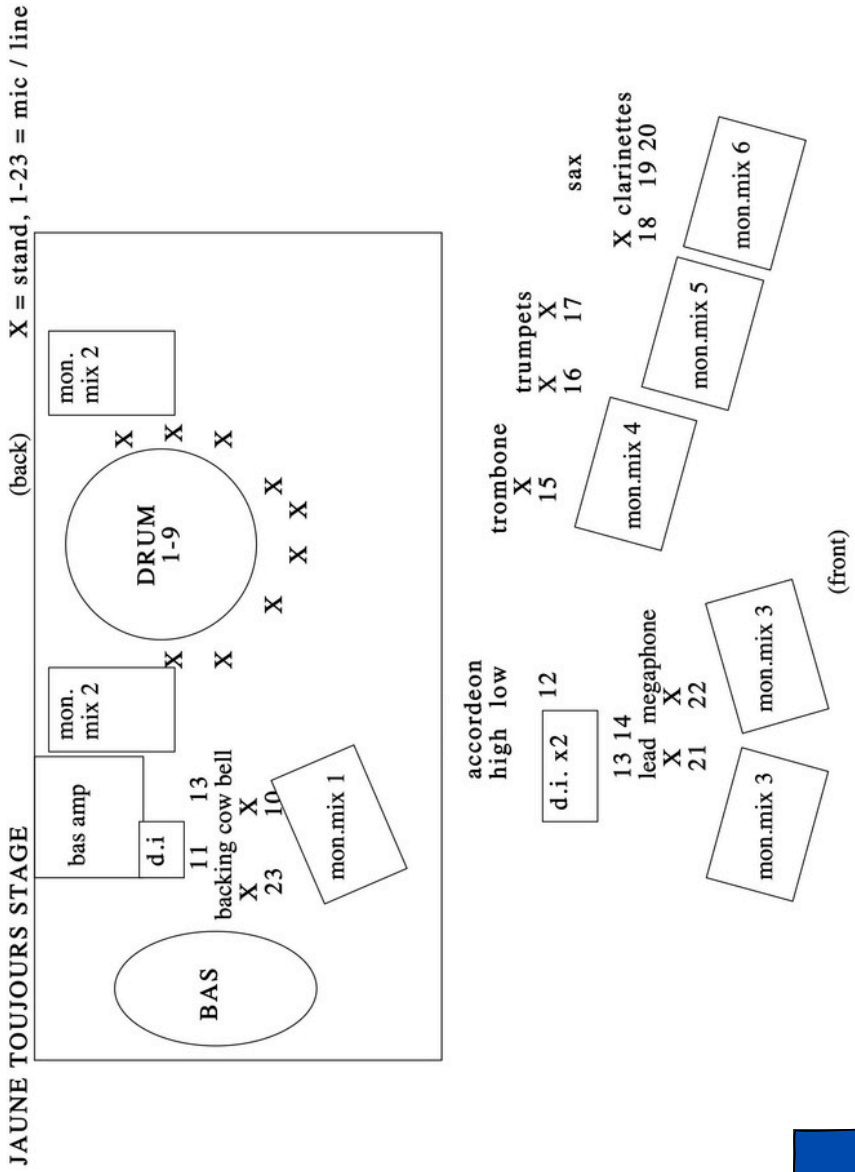 JAUNE TOUJOURS STAGE
(back)
X = stand, 1-23 = mic / line
bas amp
mon.
mix 2
mon.
mix 2
d.i
11
13
backing cow bell
X
X
23
10
mon.mix 1
BAS
DRUM
1-9
X
X
X
X
X
X
X
X
X
accordeon
high low
12
d.i. x2
13 14
lead megaphone
X
X
21
22
mon.mix 3
mon.mix 3
trombone
X
15
mon.mix 4
trumpets
X
X
16
17
mon.mix 5
sax
X clarinettes
18 19 20
mon.mix 6
(front)